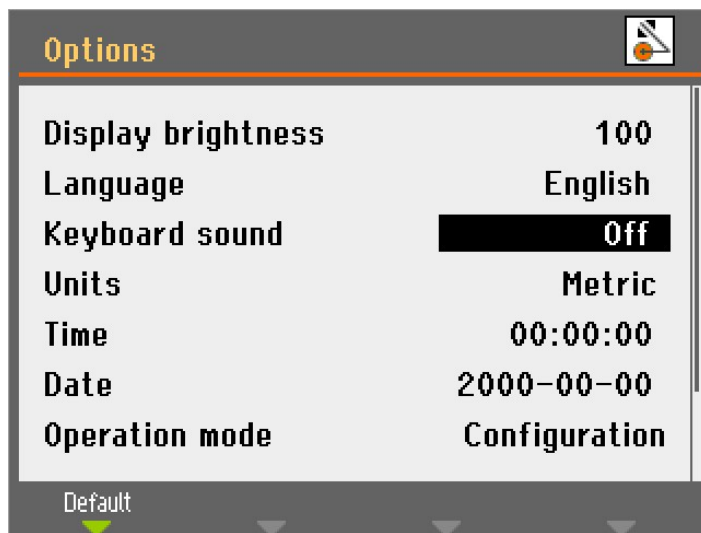 Options
Display brightness 100
Language English
Keyboard sound Off
Units Metric
Time 00:00:00
Date 2000-00-00
Operation mode Configuration
Default